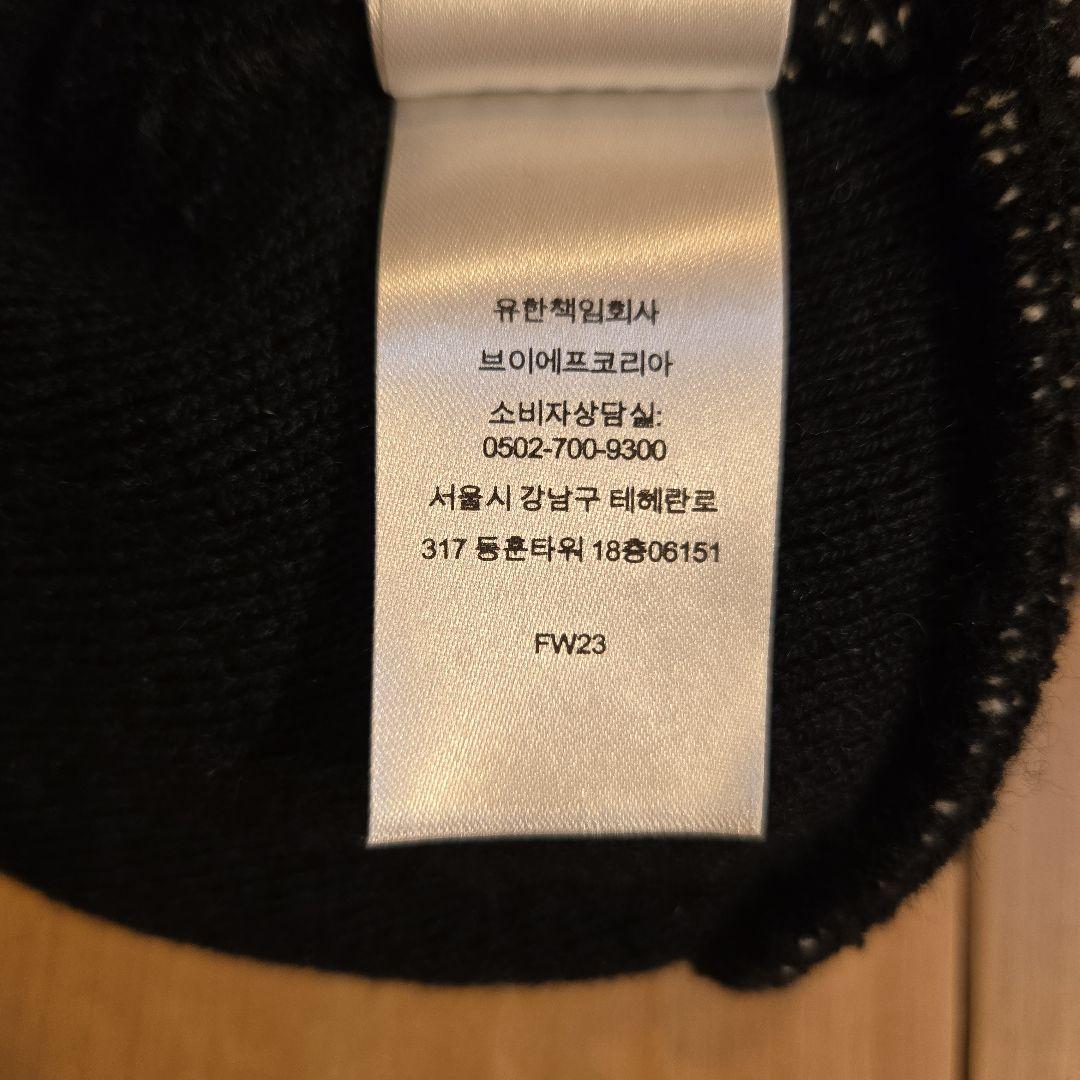 유한책임회사
브이에프코리아
소비자상담실:
0502-700-9300
서울시 강남구 테헤란로
317 동훈타워 18층06151
FW23